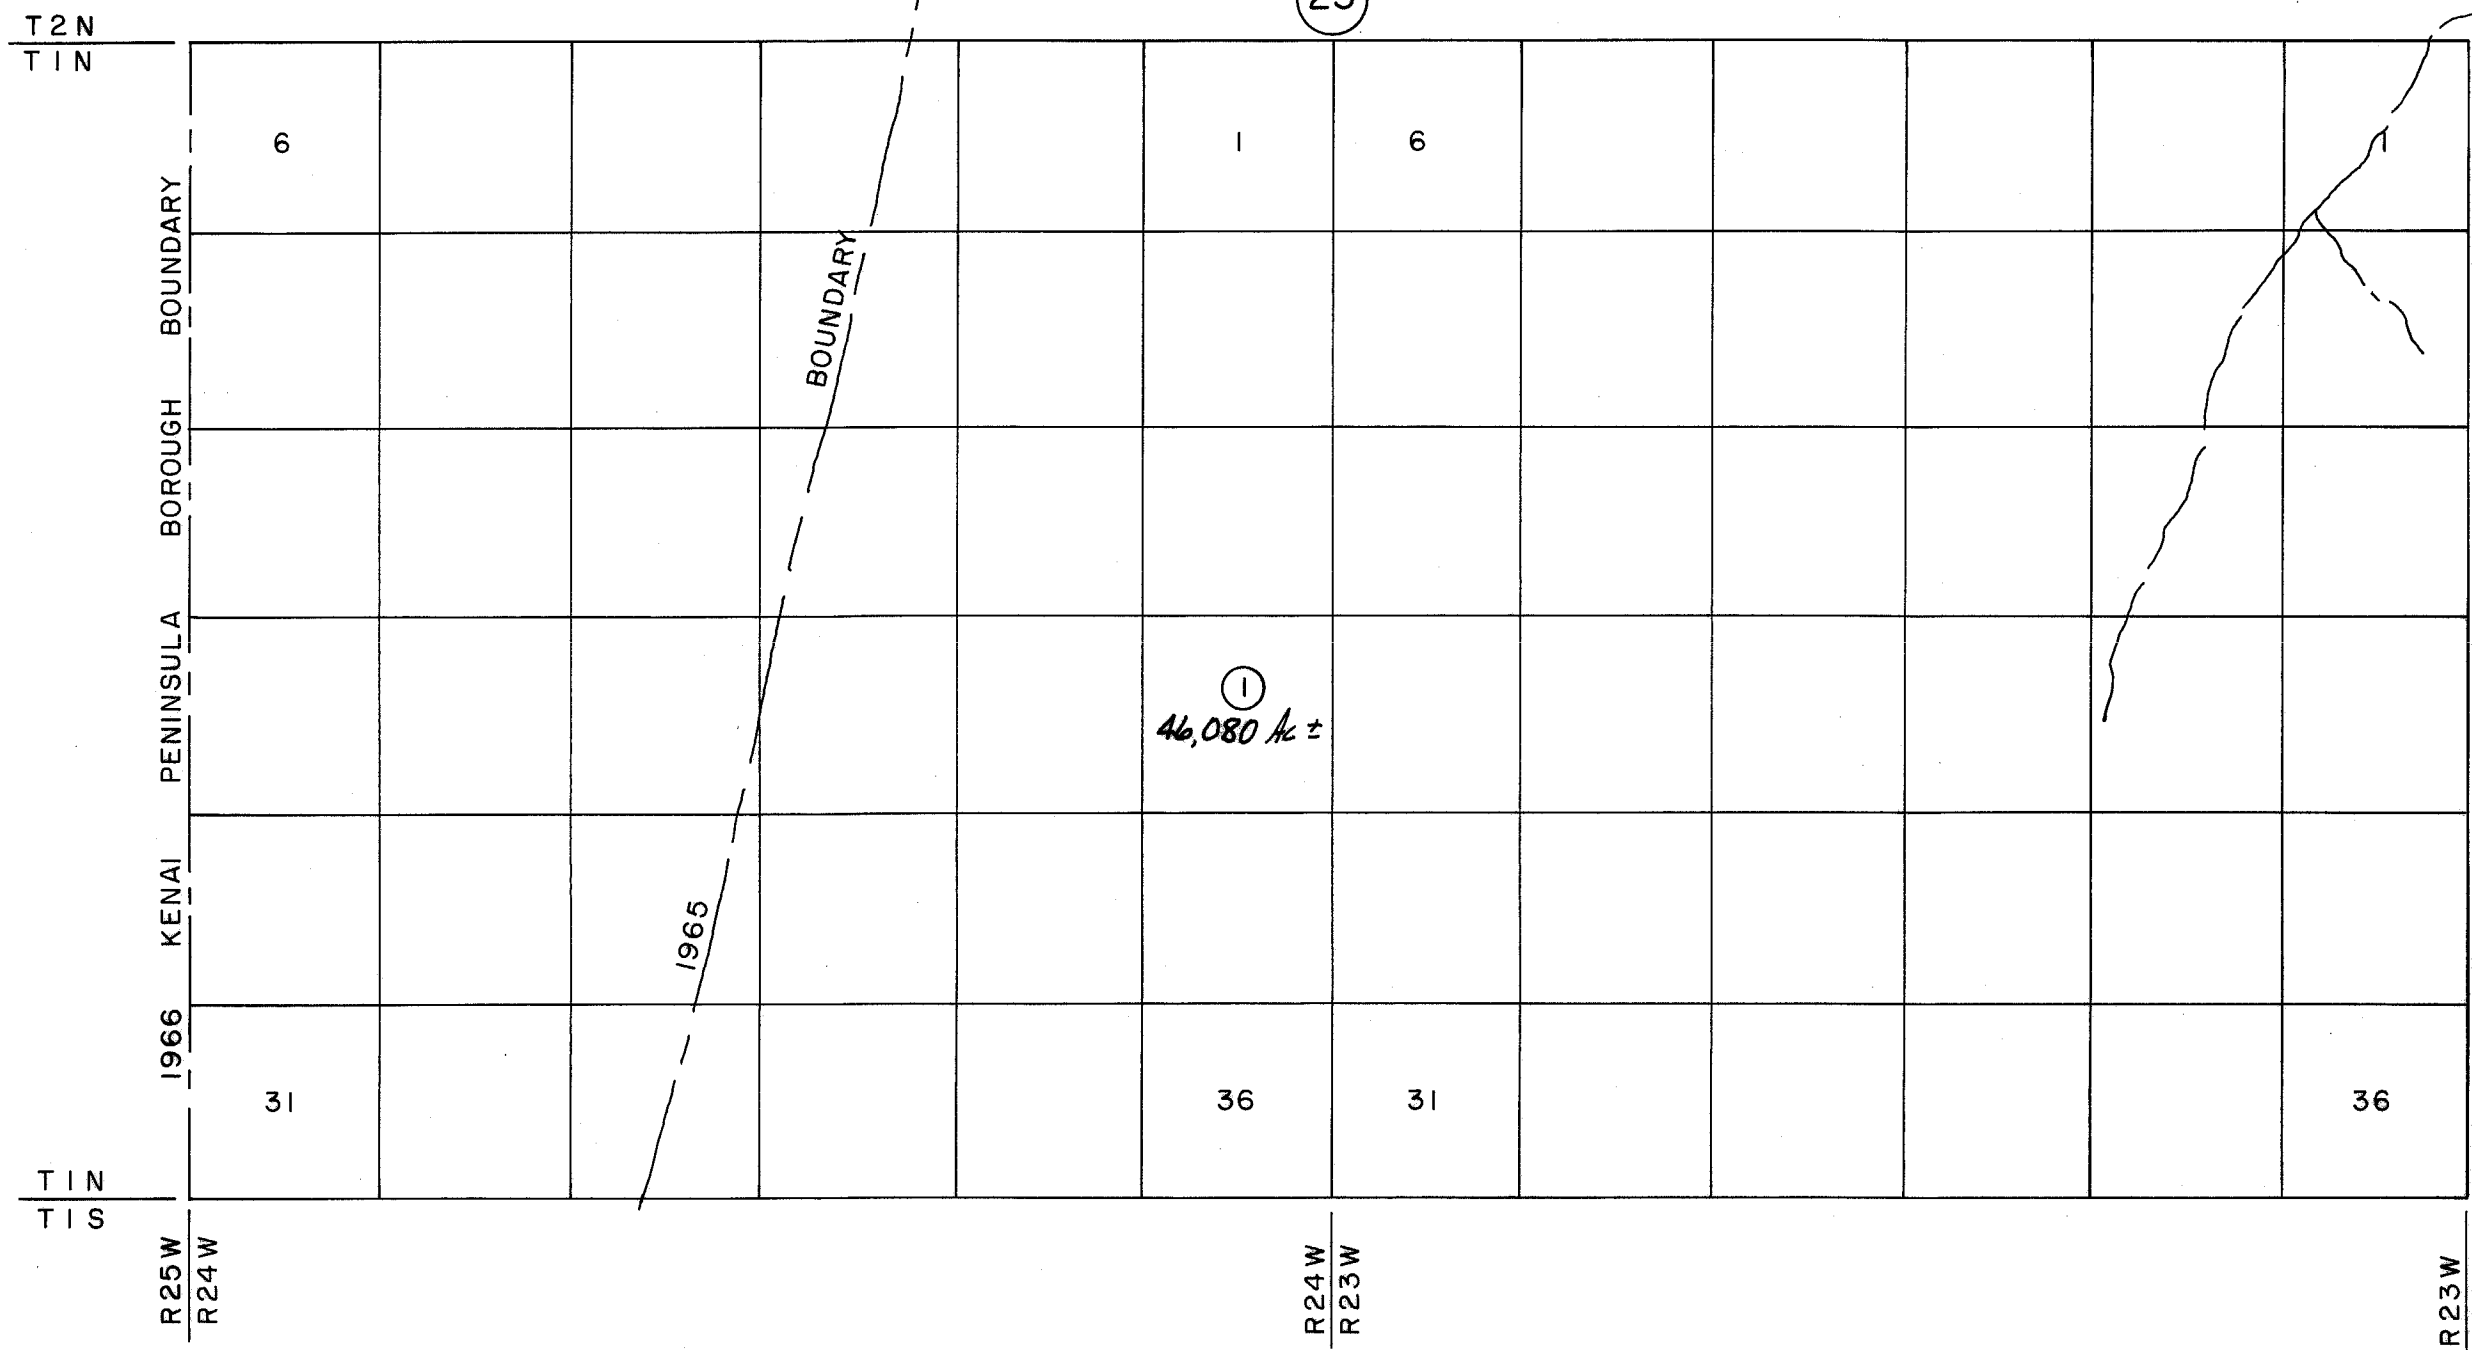 25
T2N
T1N
6
1
6
1
1966 KENAI PENINSULA BOROUGH BOUNDARY
1965 BOUNDARY
1
46,080 Ac ±
31
36
31
36
T1N
T1S
R25W
R24W
R24W
R23W
R23W